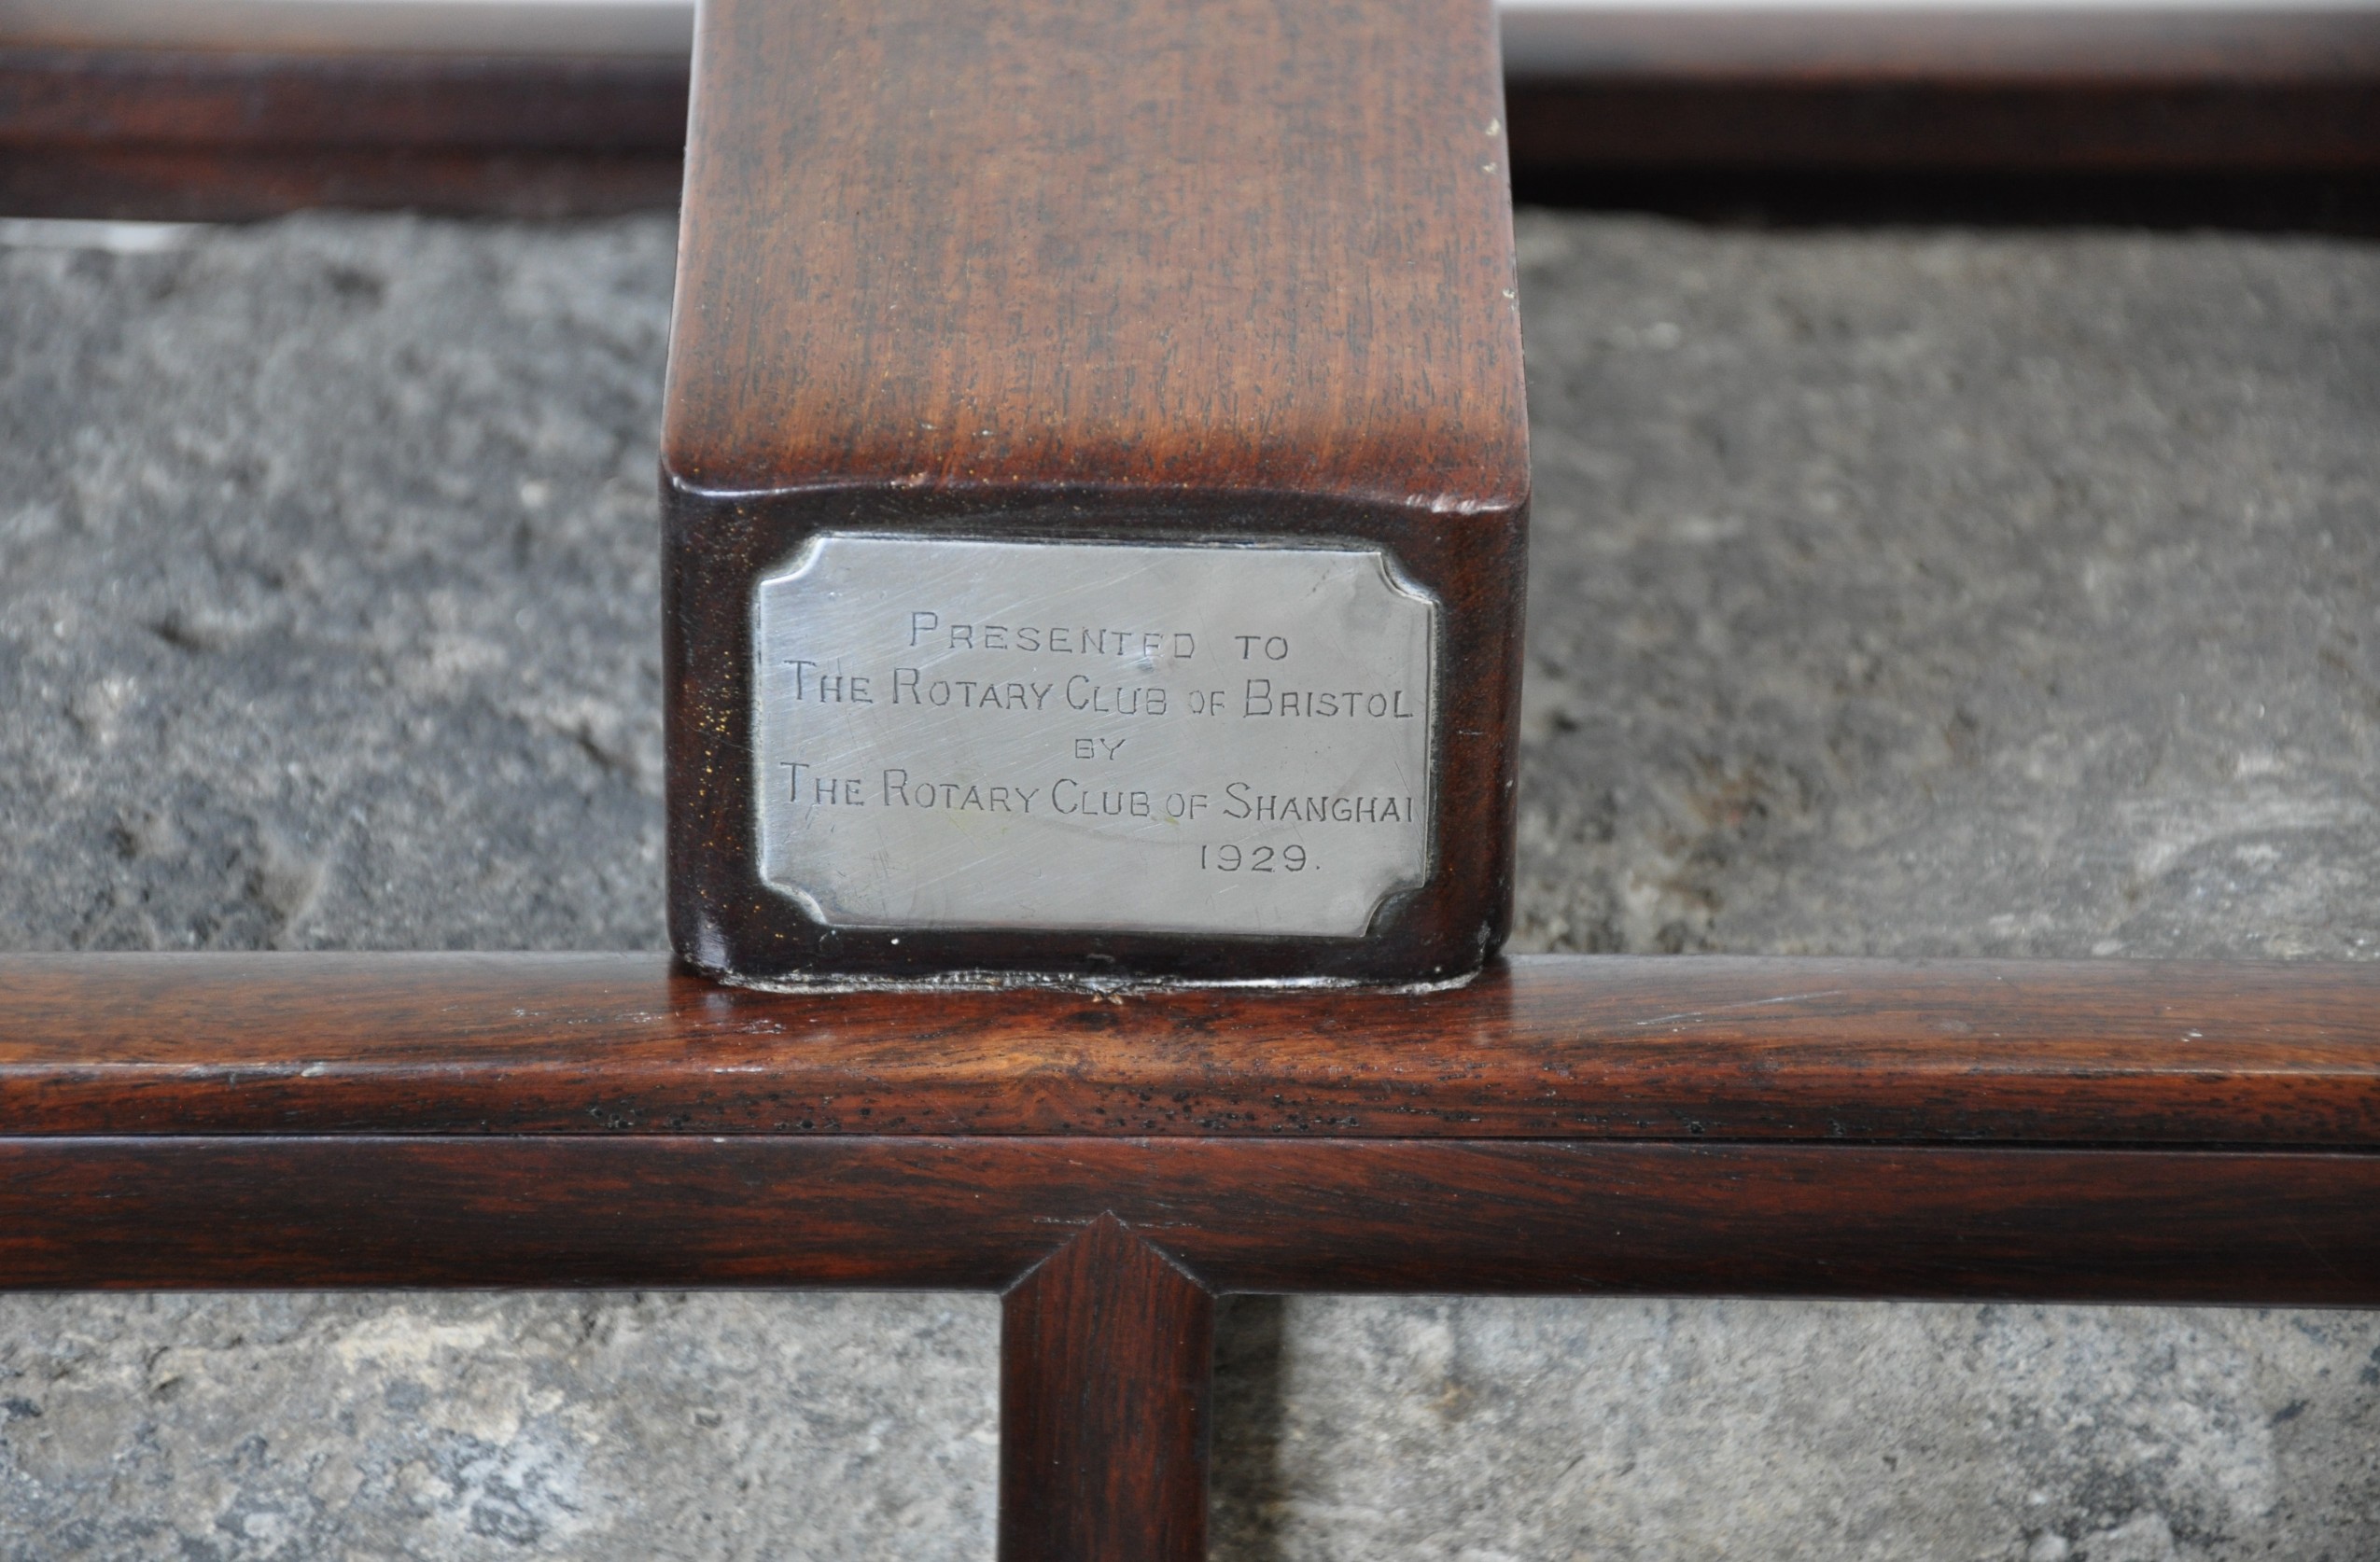 PRESENTED TO
THE ROTARY CLUB OF BRISTOL
BY
THE ROTARY CLUB OF SHANGHAI
1929.